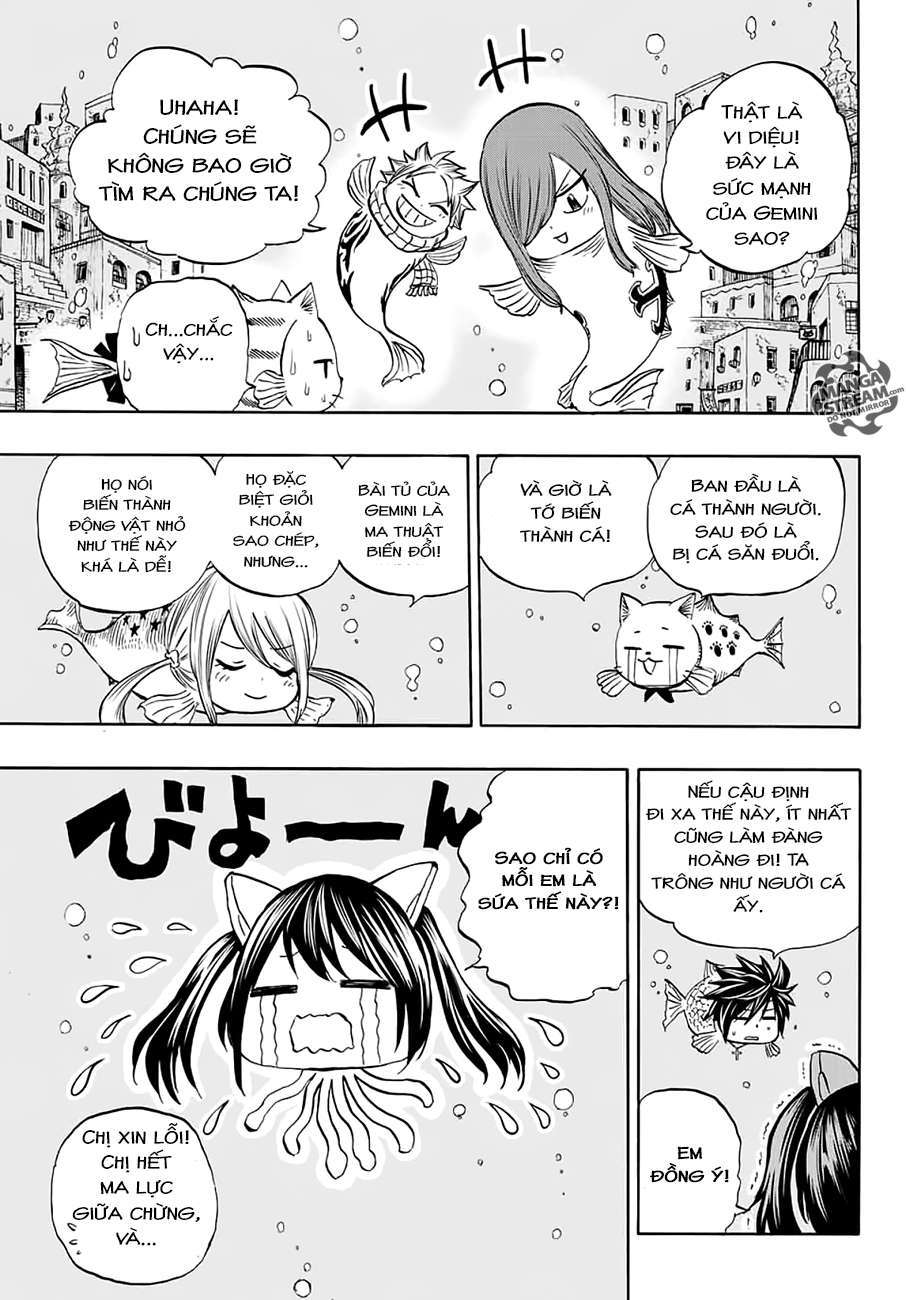 THẬT LÀ
VI DIỆU!
ĐÂY LÀ
SỨC MẠNH
CỦA GEMINI
SAO?
UHAHA!
CHÚNG SẼ
KHÔNG BAO GIỜ
TÌM RA CHÚNG TA!
CH...CHẮC
VẬY...
MANGA
STREAM.com
DO NOT MIRROR
BAN ĐẦU LÀ
CÁ THÀNH NGƯỜI.
SAU ĐÓ LÀ
BỊ CÁ SĂN ĐUỔI.
VÀ GIỜ LÀ
TỚ BIẾN
THÀNH CÁ!
BÀI TỦ CỦA
GEMINI LÀ
MA THUẬT
BIẾN ĐỔI!
HỌ ĐẶC
BIỆT GIỎI
KHOẢN
SAO CHÉP,
NHƯNG...
HỌ NÓI
BIẾN THÀNH
ĐỘNG VẬT NHỎ
NHƯ THẾ NÀY
KHÁ LÀ DỄ!
NẾU CẬU ĐỊNH
ĐI XA THẾ NÀY, ÍT NHẤT
CŨNG LÀM ĐÀNG
HOÀNG ĐI! TA
TRÔNG NHƯ NGƯỜI CÁ
ẤY.
EM
ĐỒNG Ý!
SAO CHỈ CÓ
MỖI EM LÀ
SỨA THẾ NÀY?!
びよーん
CHỊ XIN LỖI!
CHỊ HẾT
MA LỰC
GIỮA CHỪNG,
VÀ...